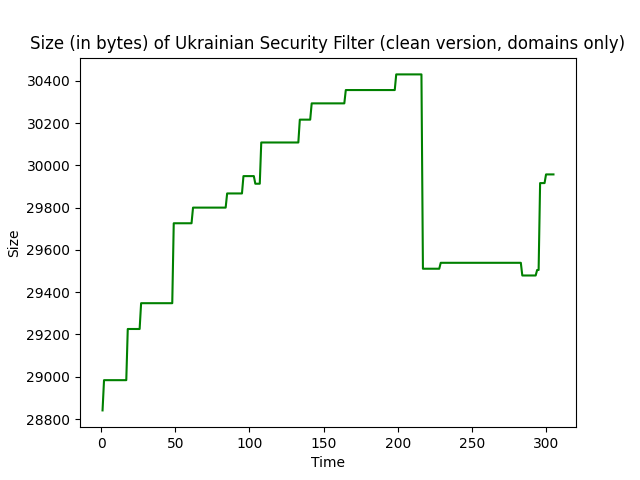 Size (in bytes) of Ukrainian Security Filter (clean version, domains only)
30400
30200
30000
29800
29600
29400
29200
29000
28800
Size
0 50 100 150 200 250 300
Time